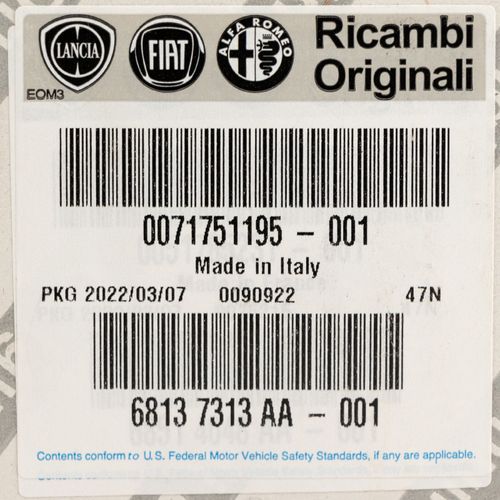 LANCIA FIAT ALFA ROMEO Ricambi
Originali
EOM3
0071751195 - 001
Made in Italy
PKG 2022/03/07 0090922 47N
6813 7313 AA - 001
Contents conform to U.S. Federal Motor Vehicle Safety Standards, if any are applicable.